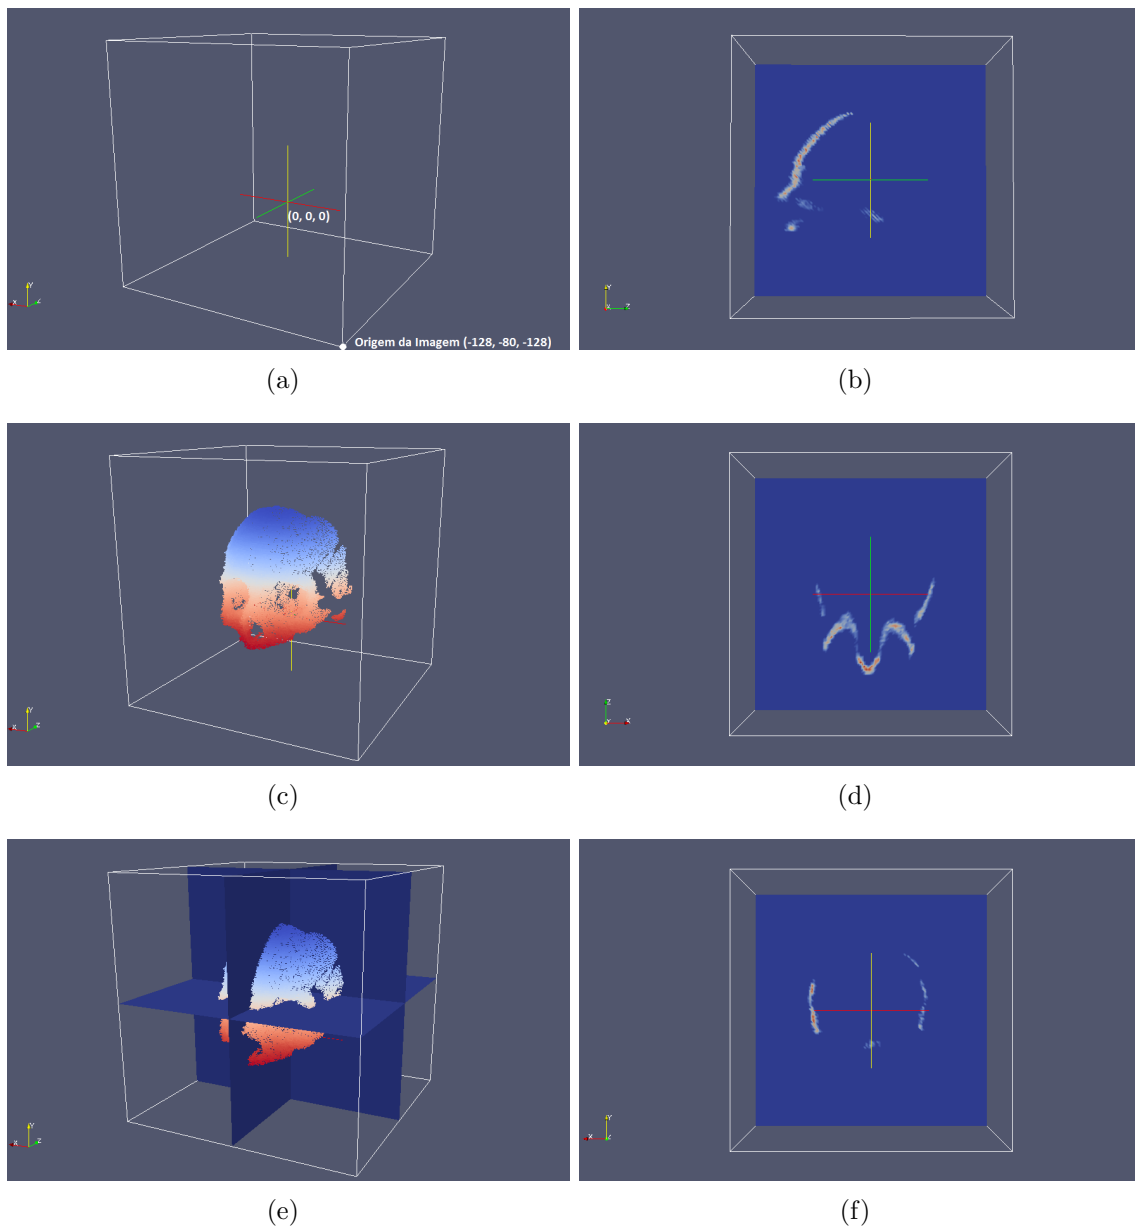 (0, 0, 0)
Y
X
Z
Origem da Imagem (-128, -80, -128)
Y
X
Z
(a)
(b)
Y
X
Z
Z
Y
X
(c)
(d)
Y
X
Z
Y
X
Z
(e)
(f)